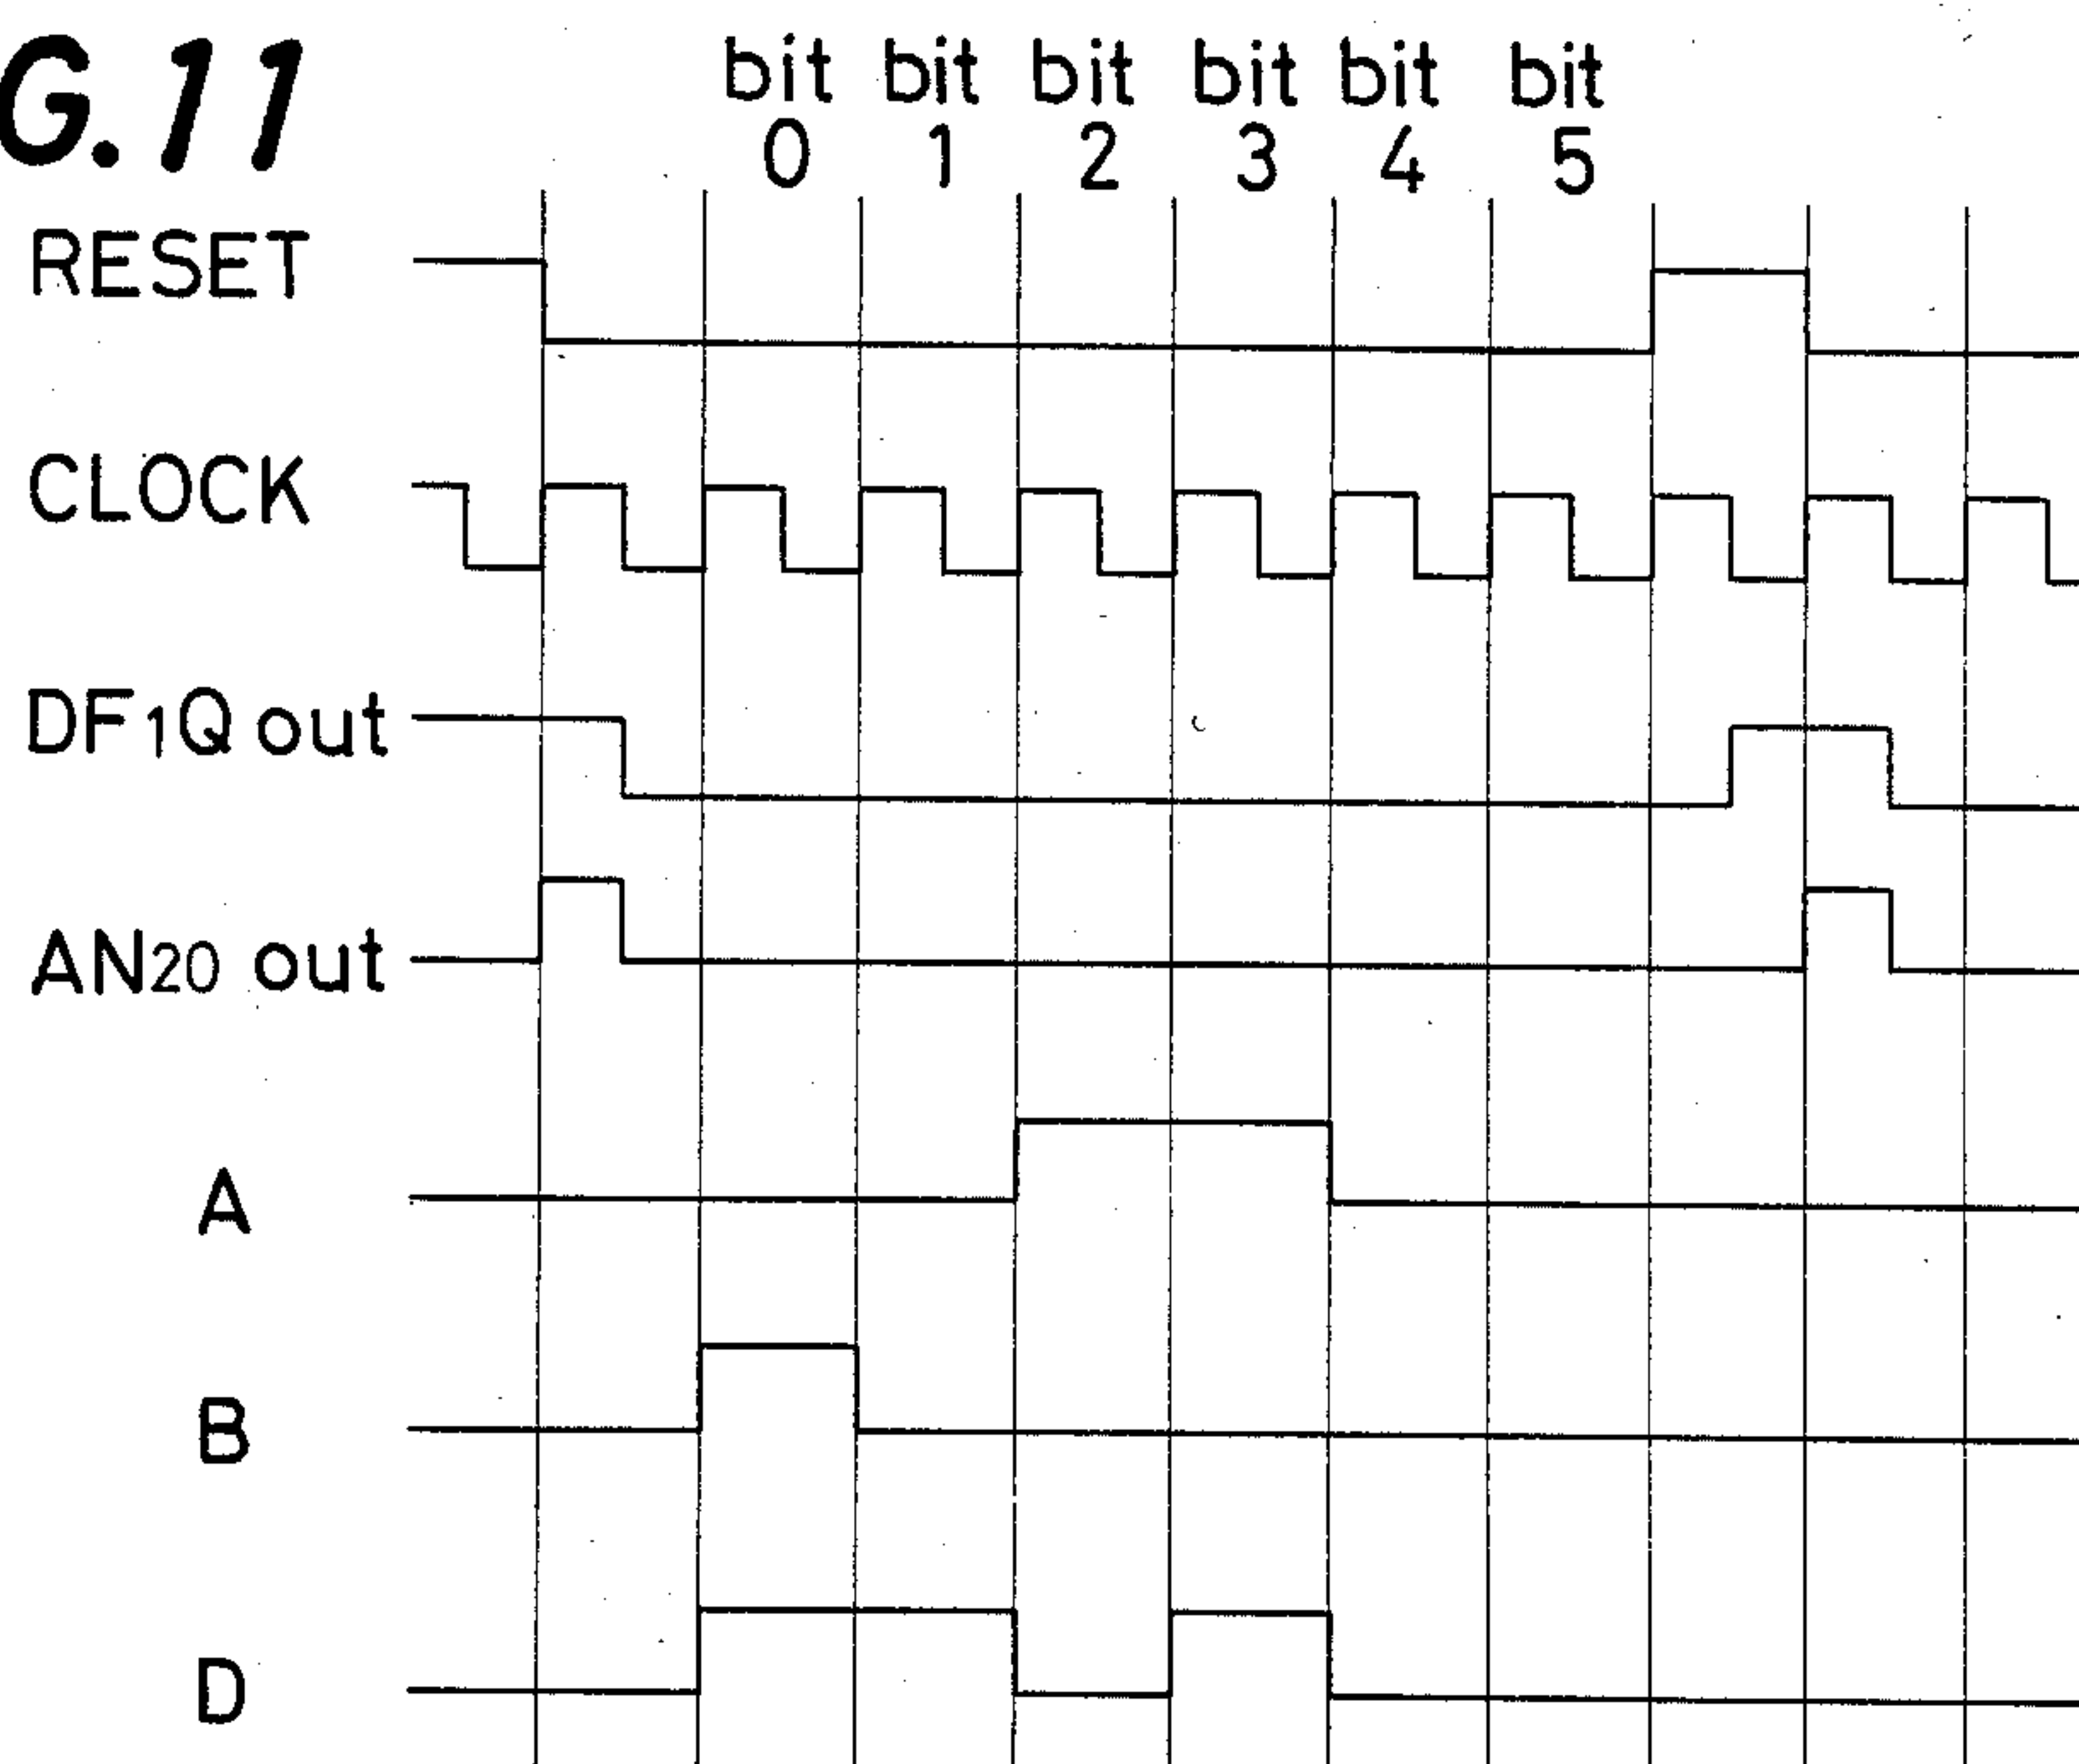 G.11
bit bit bit bit bit bit
0 1 2 3 4 5
RESET
CLOCK
DF1Q out
AN20 out
A
B
D